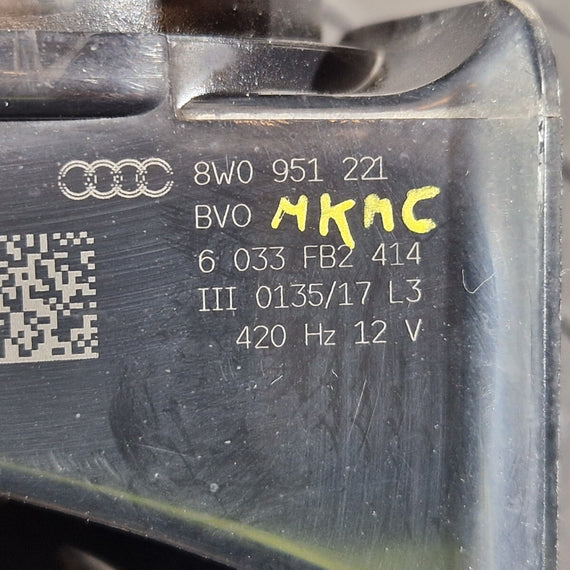 8W0 951 221
BVO MKMC
6 033 FB2 414
III 0135/17 L3
420 Hz 12 V